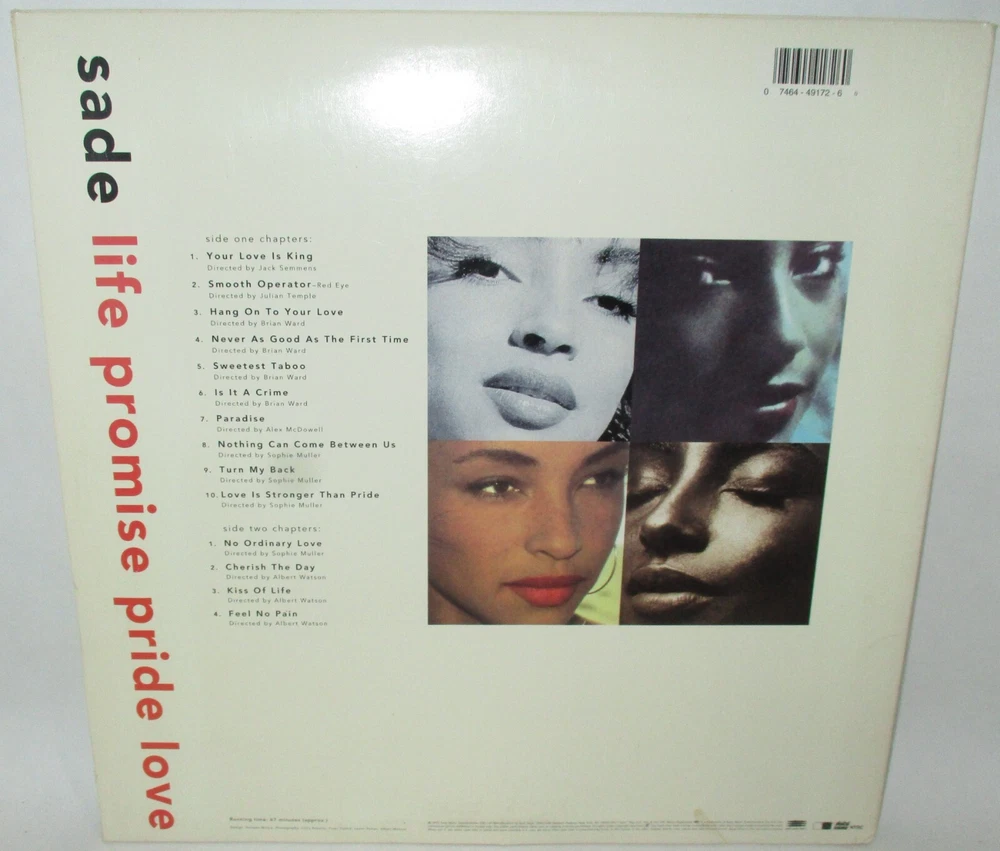 sade life promise pride love
0 7464 - 49172 - 6
side one chapters:
1. Your Love Is King
Directed by Jack Semmens
2. Smooth Operator–Red Eye
Directed by Julian Temple
3. Hang On To Your Love
Directed by Brian Ward
4. Never As Good As The First Time
Directed by Brian Ward
5. Sweetest Taboo
Directed by Brian Ward
6. Is It A Crime
Directed by Brian Ward
7. Paradise
Directed by Alex McDowell
8. Nothing Can Come Between Us
Directed by Sophie Muller
9. Turn My Back
Directed by Sophie Muller
10. Love Is Stronger Than Pride
Directed by Sophie Muller
side two chapters:
1. No Ordinary Love
Directed by Sophie Muller
2. Cherish The Day
Directed by Albert Watson
3. Kiss Of Life
Directed by Albert Watson
4. Feel No Pain
Directed by Albert Watson
Running time: 67 minutes (approx.)